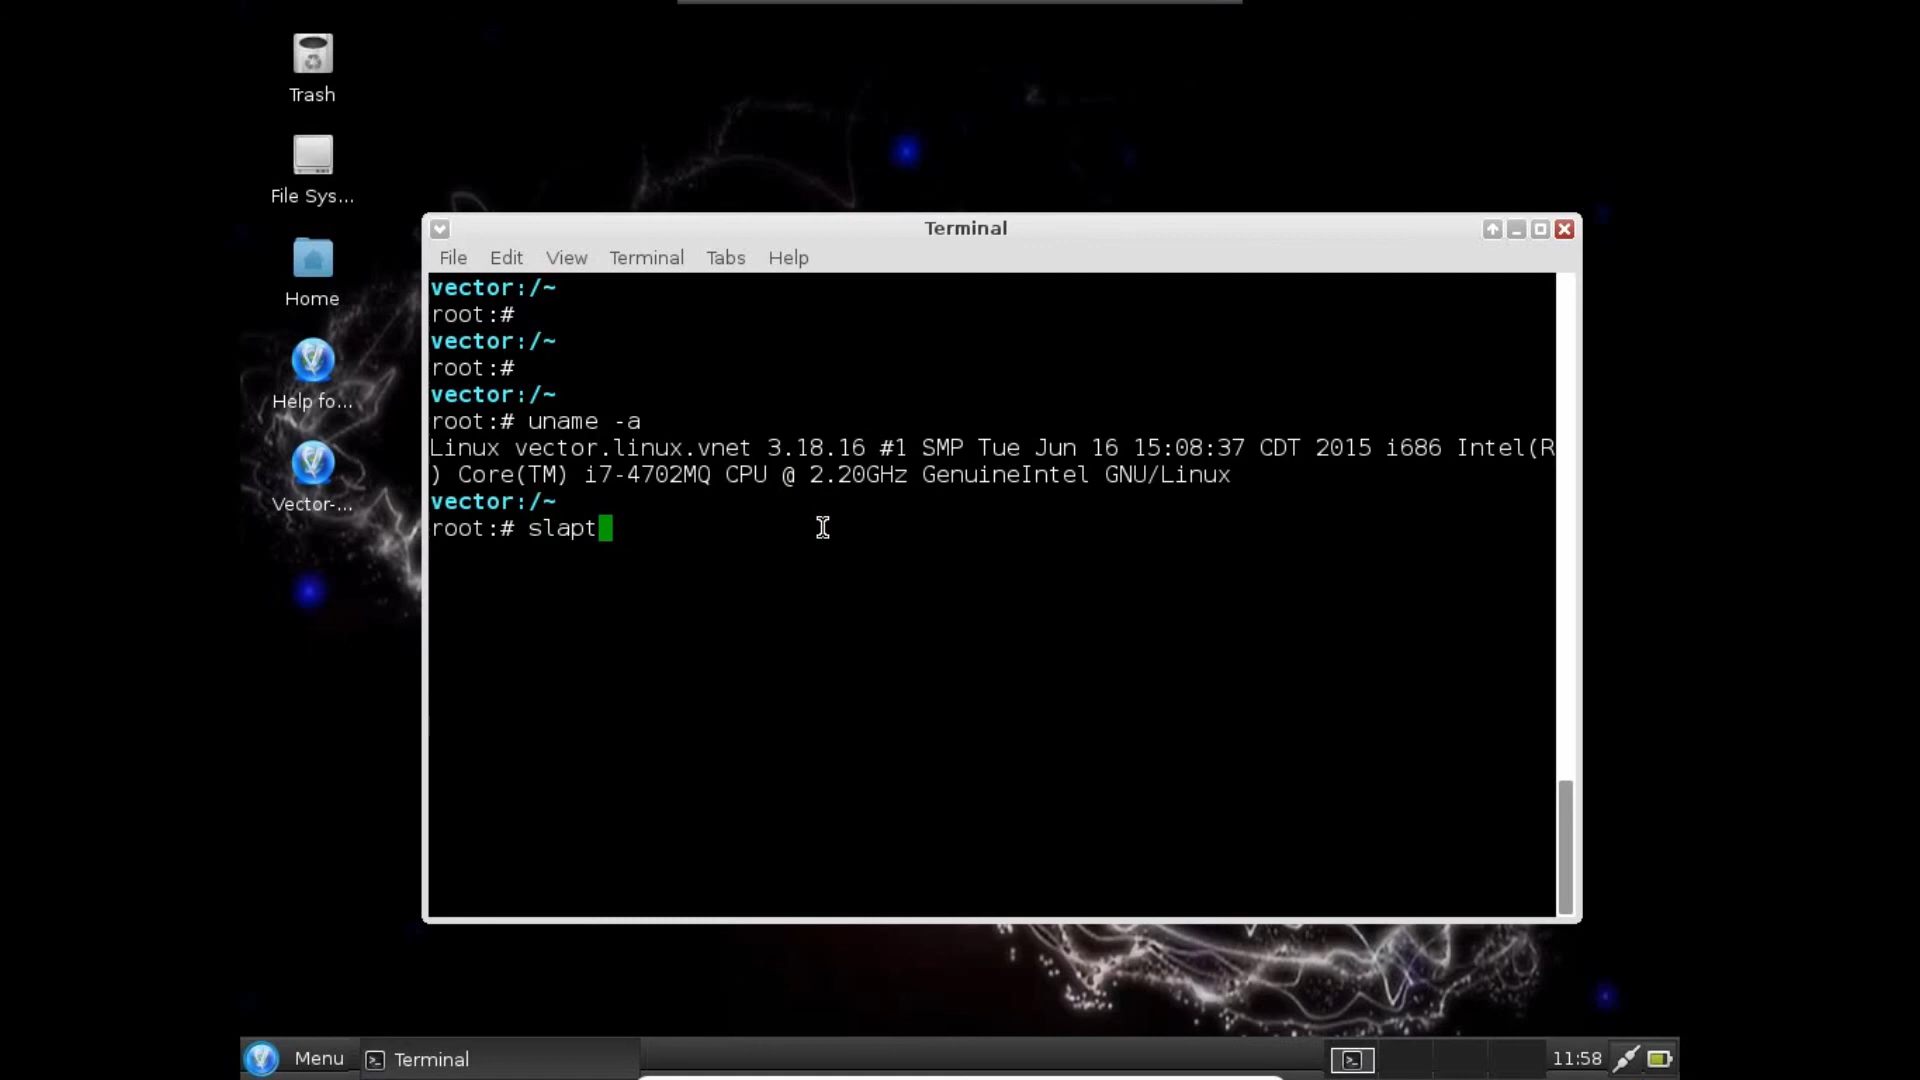 Trash
File Sys...
Home
Help fo...
Vector-...
Terminal
File Edit View Terminal Tabs Help
vector:/~
root:#
vector:/~
root:#
vector:/~
root:# uname -a
Linux vector.linux.vnet 3.18.16 #1 SMP Tue Jun 16 15:08:37 CDT 2015 i686 Intel(R
) Core(TM) i7-4702MQ CPU @ 2.20GHz GenuineIntel GNU/Linux
vector:/~
root:# slapt
Menu Terminal 11:58